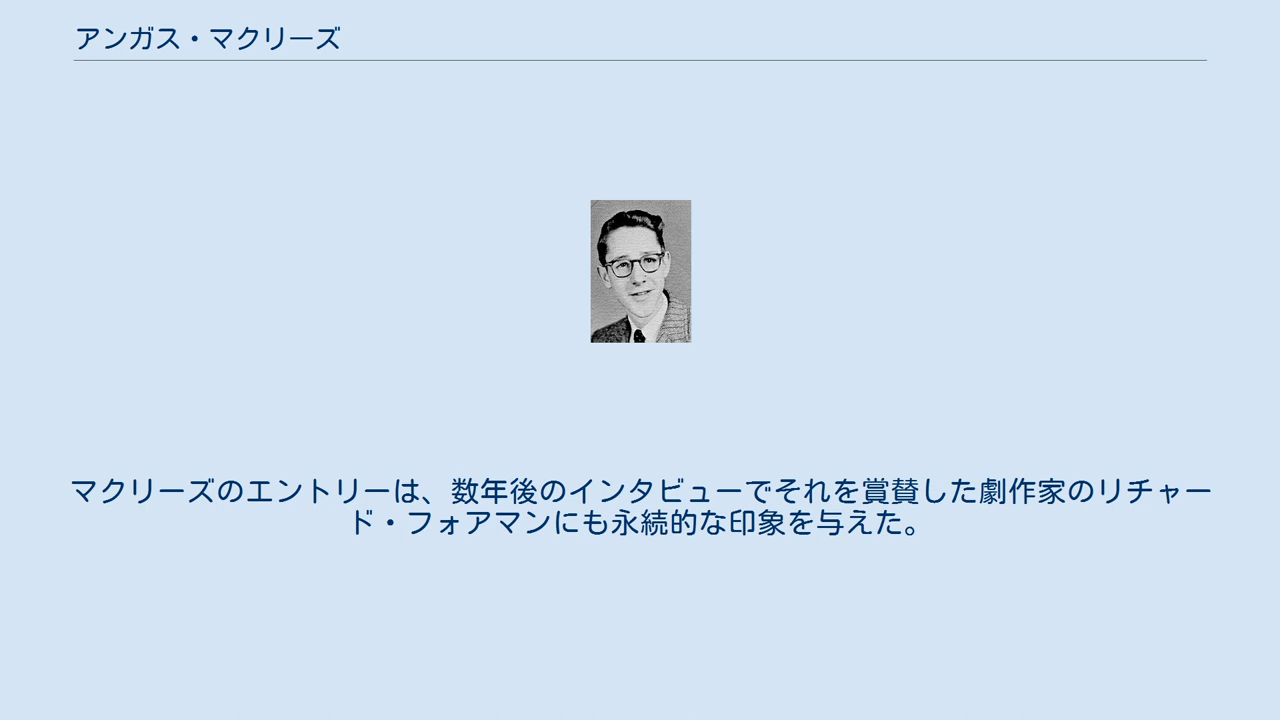 アンガス・マクリーズ
マクリーズのエントリーは、数年後のインタビューでそれを賞賛した劇作家のリチャー
ド・フォアマンにも永続的な印象を与えた。